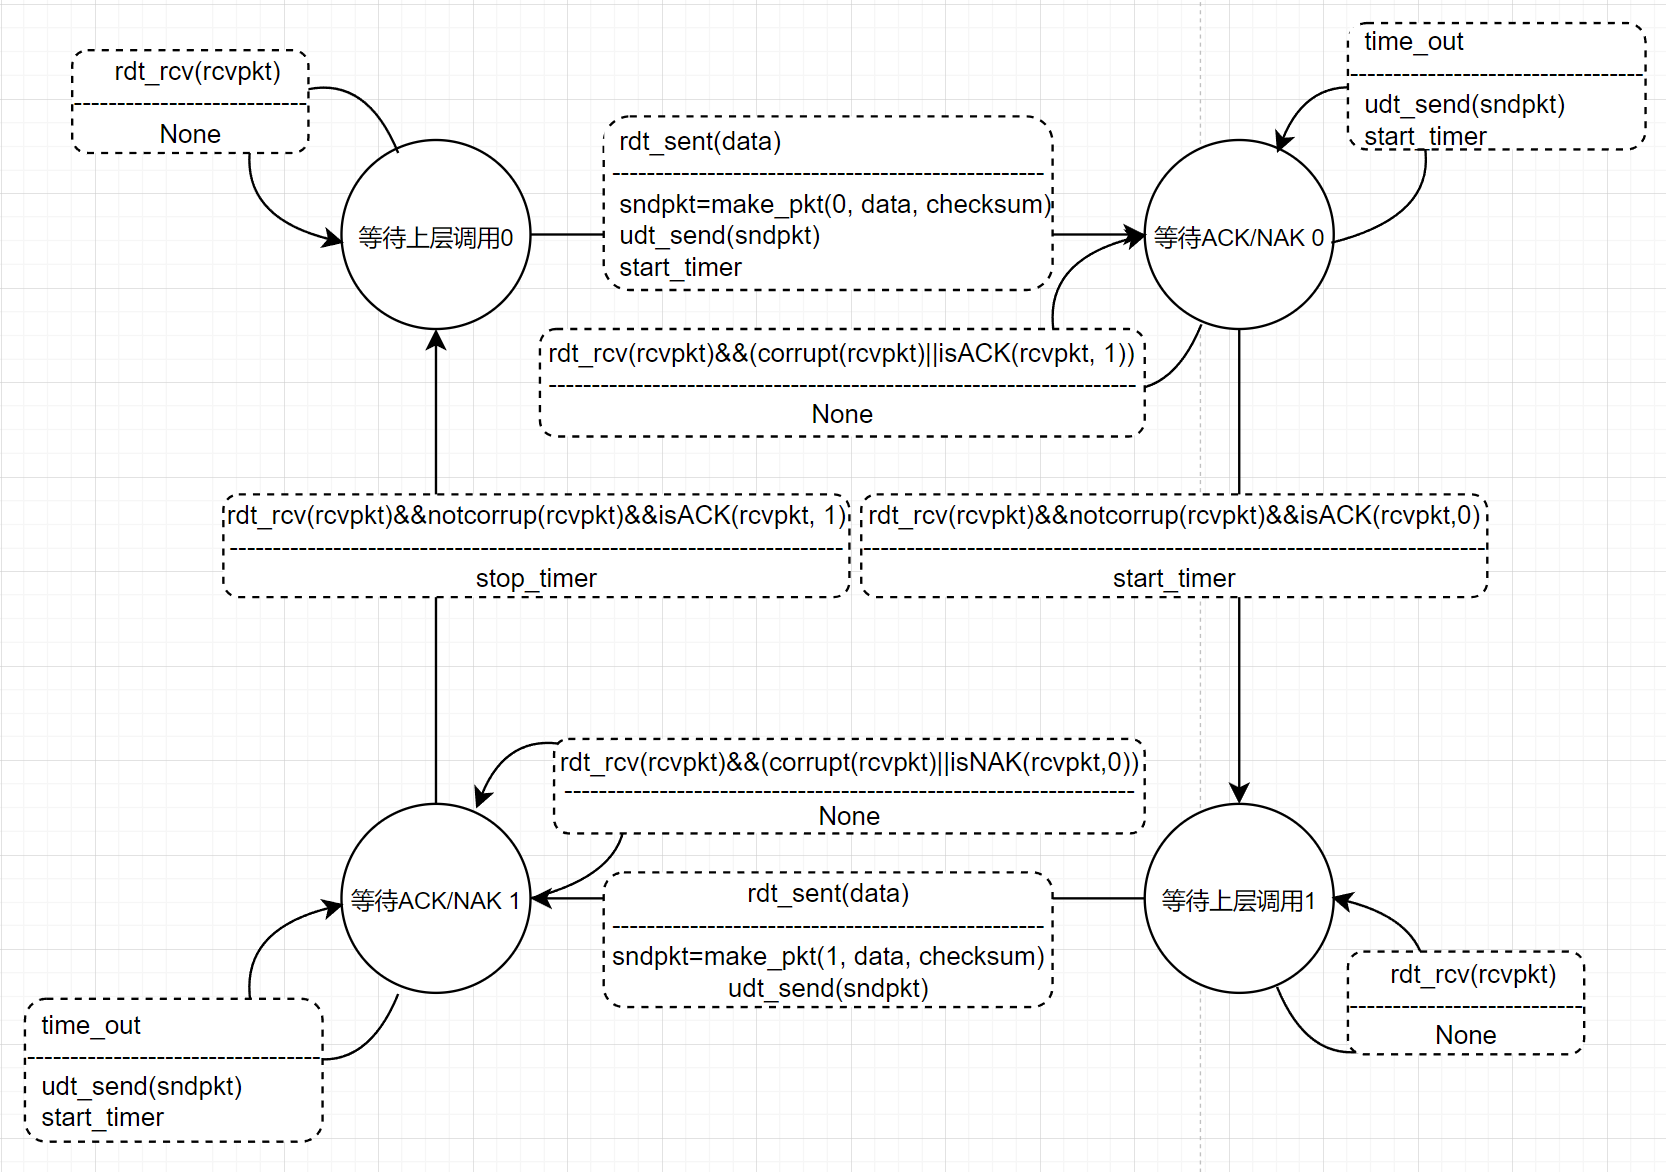 rdt_rcv(rcvpkt)
None
等待上层调用0
rdt_sent(data)
sndpkt=make_pkt(0, data, checksum)
udt_send(sndpkt)
start_timer
time_out
udt_send(sndpkt)
start_timer
等待ACK/NAK 0
rdt_rcv(rcvpkt)&&(corrupt(rcvpkt)||isACK(rcvpkt, 1))
None
rdt_rcv(rcvpkt)&&notcorrup(rcvpkt)&&isACK(rcvpkt, 1)
stop_timer
rdt_rcv(rcvpkt)&&notcorrup(rcvpkt)&&isACK(rcvpkt,0)
start_timer
rdt_rcv(rcvpkt)&&(corrupt(rcvpkt)||isNAK(rcvpkt,0))
None
等待ACK/NAK 1
rdt_sent(data)
sndpkt=make_pkt(1, data, checksum)
udt_send(sndpkt)
等待上层调用1
rdt_rcv(rcvpkt)
None
time_out
udt_send(sndpkt)
start_timer